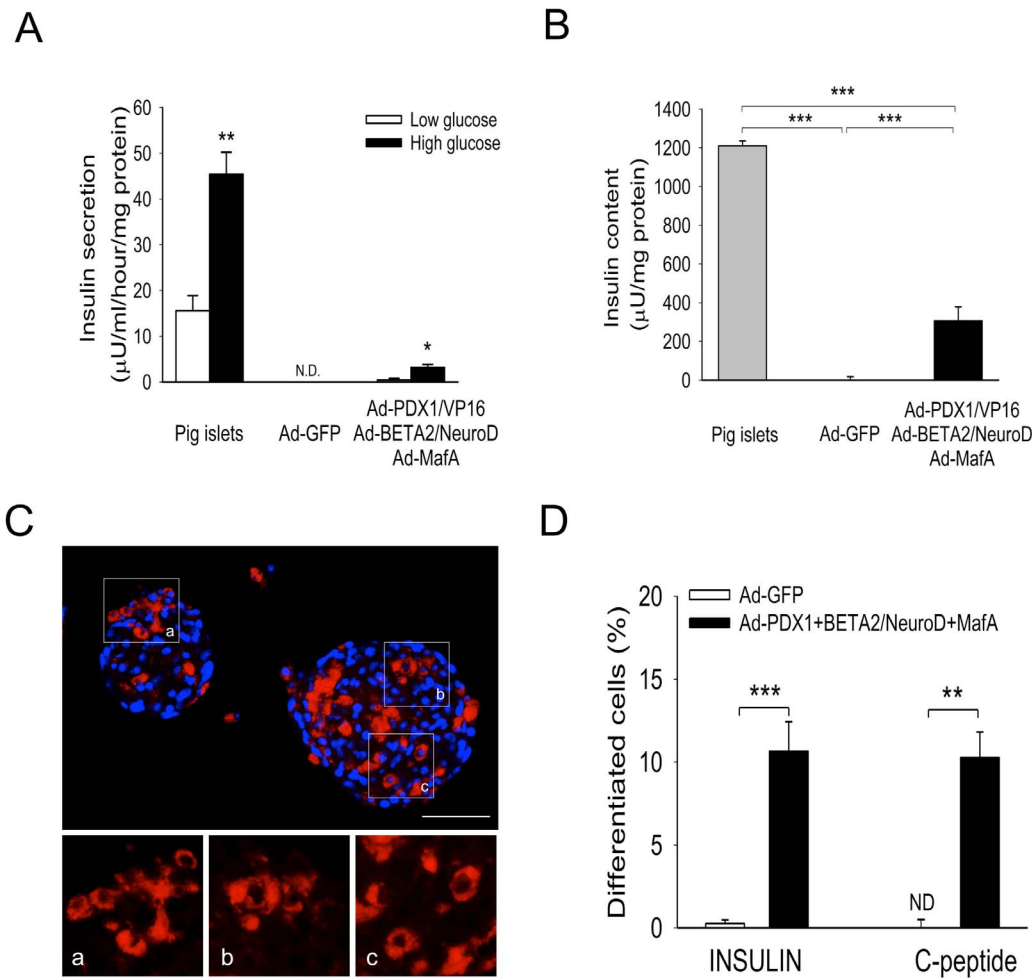 A
Insulin secretion
(μU/ml/hour/mg protein)
60
50
40
30
20
10
0
**
Low glucose
High glucose
N.D.
*
Pig islets
Ad-GFP
Ad-PDX1/VP16
Ad-BETA2/NeuroD
Ad-MafA
B
Insulin content
(μU/mg protein)
1400
1200
1000
800
600
400
200
0
***
***
***
Pig islets
Ad-GFP
Ad-PDX1/VP16
Ad-BETA2/NeuroD
Ad-MafA
C
a
b
c
a
b
c
D
Differentiated cells (%)
20
15
10
5
0
Ad-GFP
Ad-PDX1+BETA2/NeuroD+MafA
***
**
ND
INSULIN
C-peptide